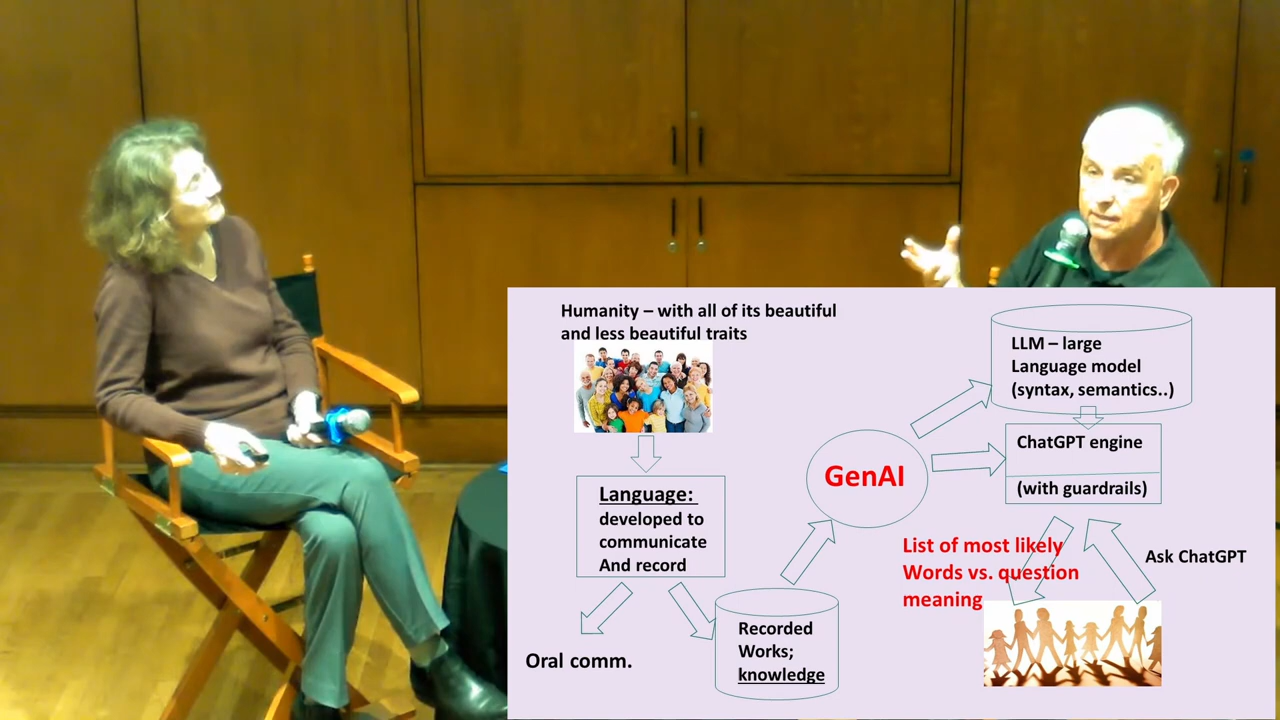 Humanity – with all of its beautiful
and less beautiful traits
Language:
developed to
communicate
And record
Oral comm.
Recorded
Works;
knowledge
GenAI
LLM – large
Language model
(syntax, semantics..)
ChatGPT engine
(with guardrails)
List of most likely
Words vs. question
meaning
Ask ChatGPT